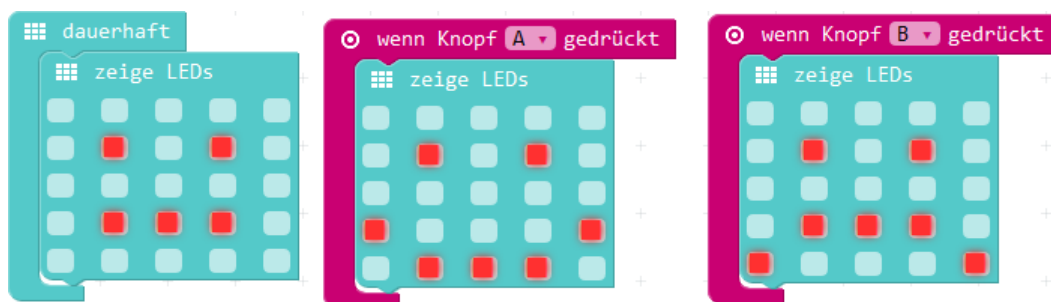 dauerhaft
zeige LEDs
wenn Knopf A gedrückt
zeige LEDs
wenn Knopf B gedrückt
zeige LEDs